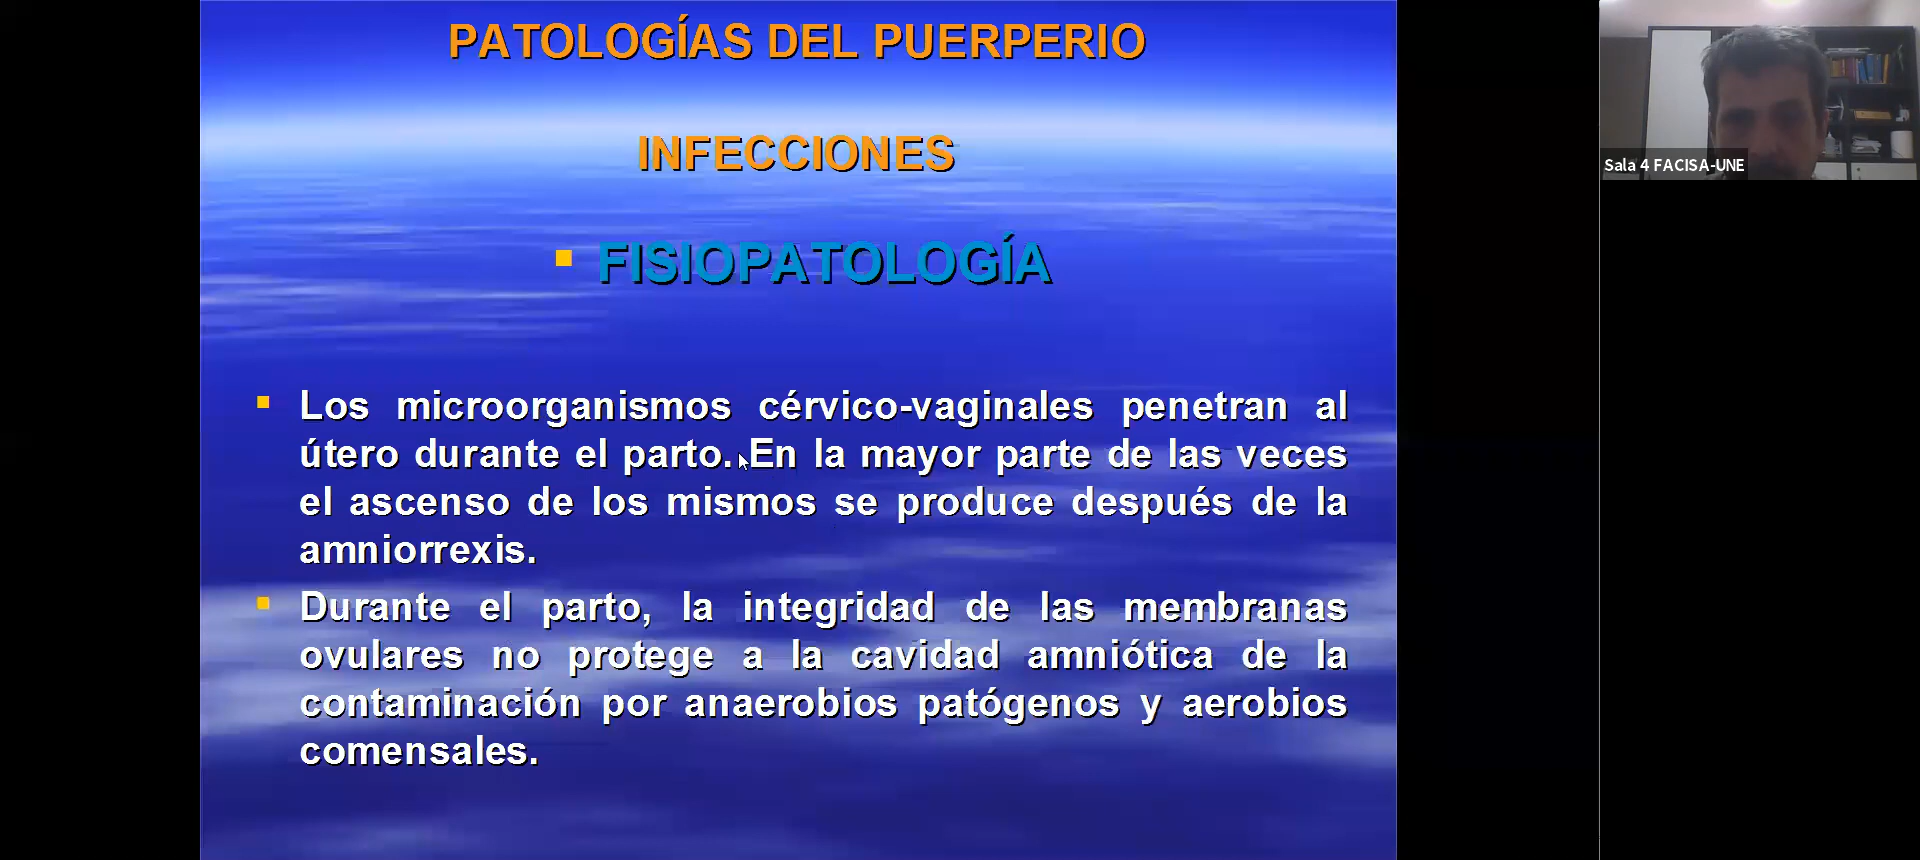 PATOLOGÍAS DEL PUERPERIO
INFECCIONES
FISIOPATOLOGÍA
Los microorganismos cérvico-vaginales penetran al
útero durante el parto. En la mayor parte de las veces
el ascenso de los mismos se produce después de la
amniorrexis.
Durante el parto, la integridad de las membranas
ovulares no protege a la cavidad amniótica de la
contaminación por anaerobios patógenos y aerobios
comensales.
Sala 4 FACISA-UNE